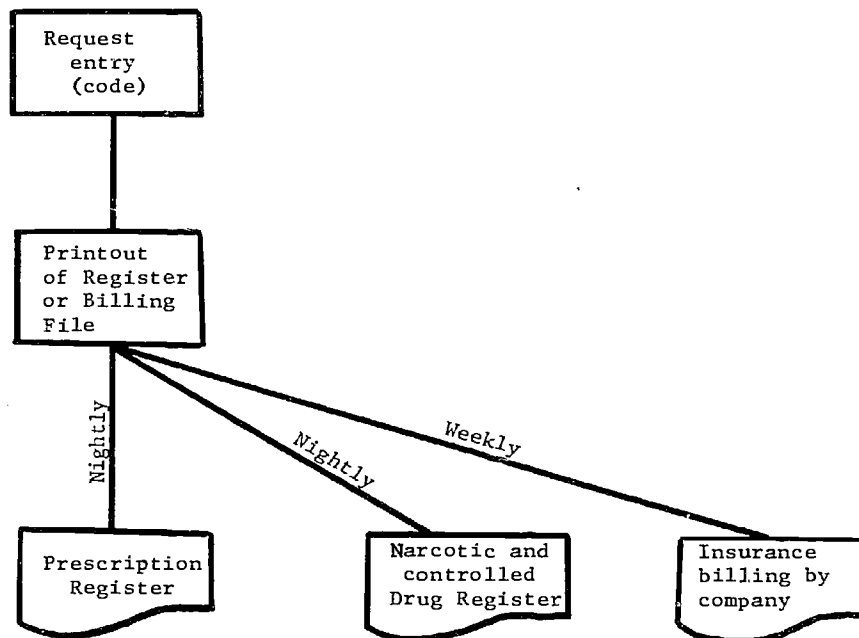 Request
entry
(code)
Printout
of Register
or Billing
File
Nightly
Nightly
Weekly
Prescription
Register
Narcotic and
controlled
Drug Register
Insurance
billing by
company